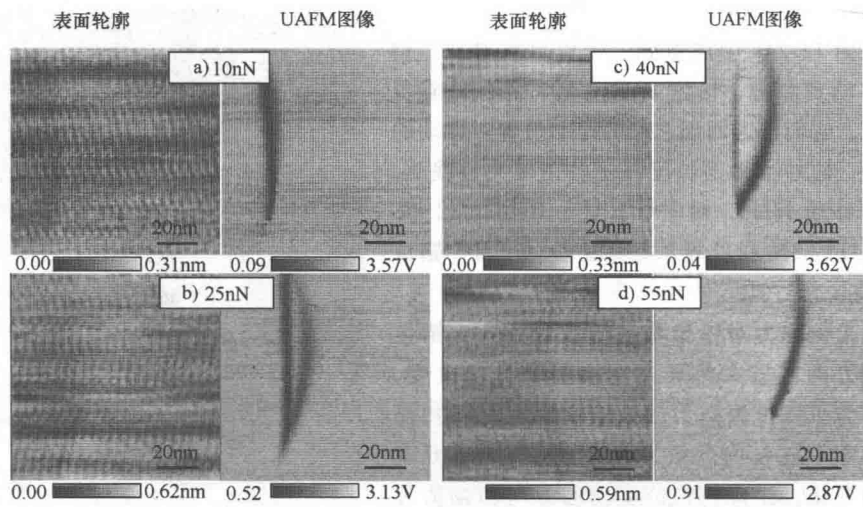 表面轮廓 UAFM图像 表面轮廓 UAFM图像
a) 10nN c) 40nN
20nm 20nm 20nm 20nm
0.00 0.31nm 0.09 3.57V 0.00 0.33nm 0.04 3.62V
b) 25nN d) 55nN
20nm 20nm 20nm 20nm
0.00 0.62nm 0.52 3.13V 0.59nm 0.91 2.87V